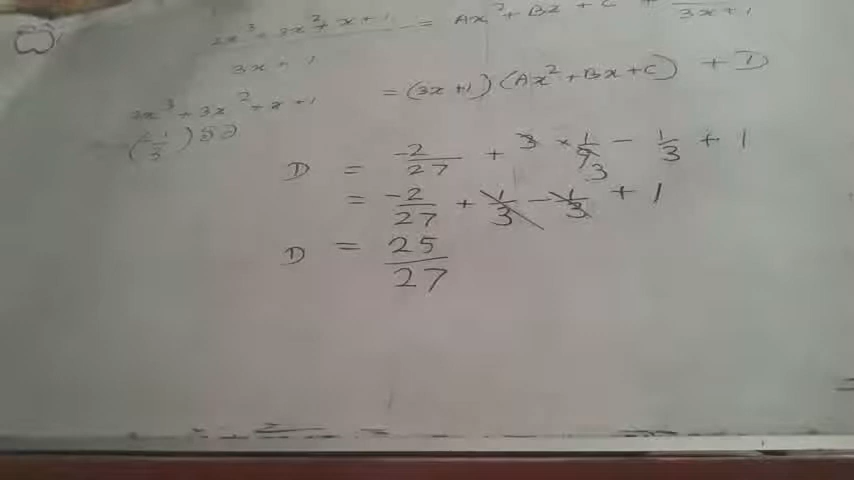 2x³+3x²+x+1 = Ax²+Bx+C+
3x+1 3x+1
2x³+3x²+x+1 =(3x+1)(Ax²+Bx+C)+D
D = -2/27 + 3×1/9 3 - 1/3 + 1
= -2/27 + 1/3 - 1/3 + 1
D = 25/27